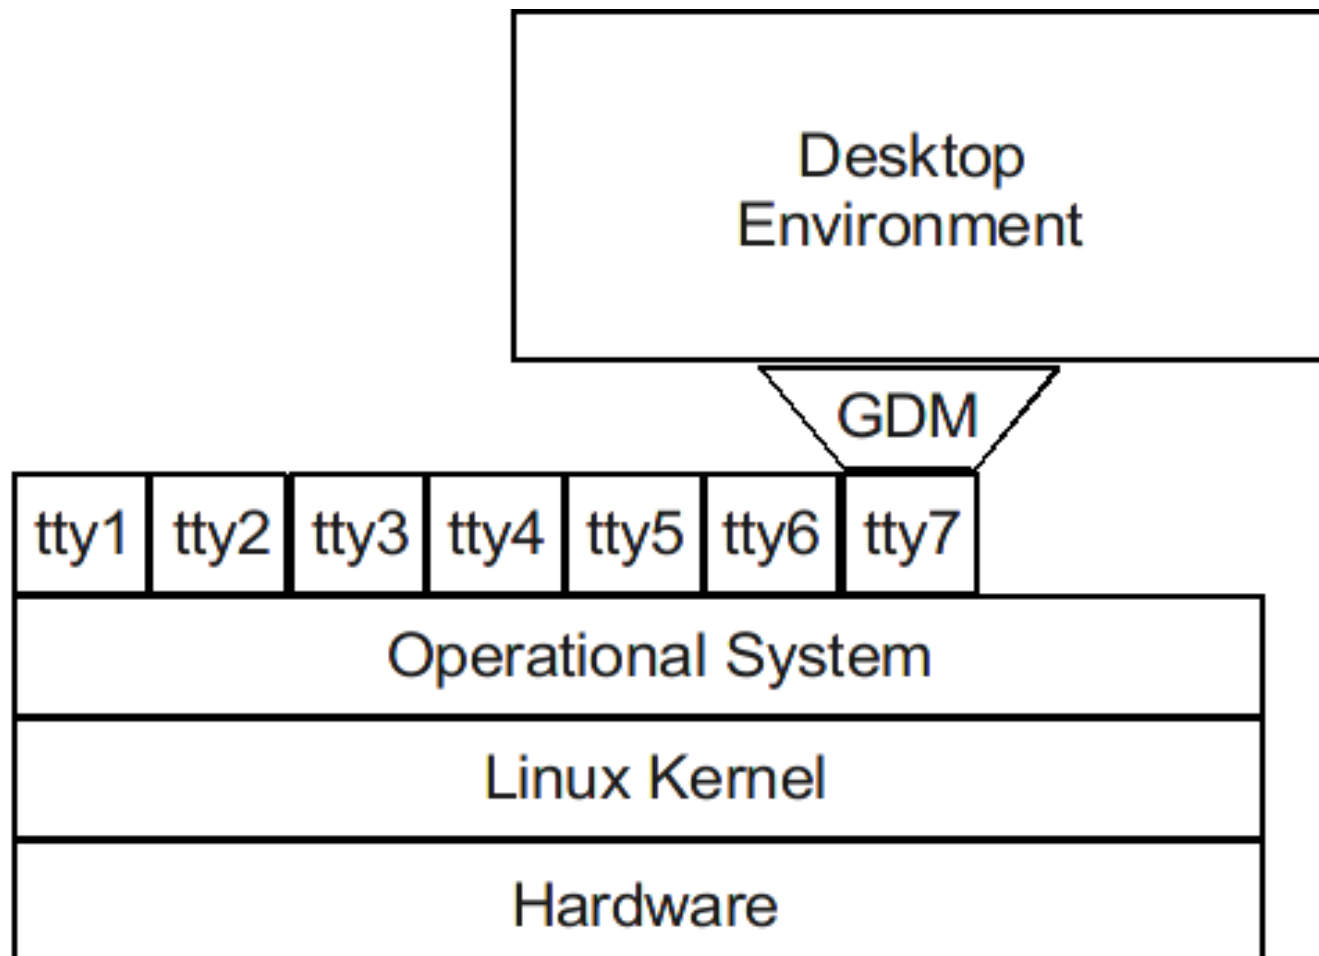 Desktop
Environment
GDM
tty1 tty2 tty3 tty4 tty5 tty6 tty7
Operational System
Linux Kernel
Hardware